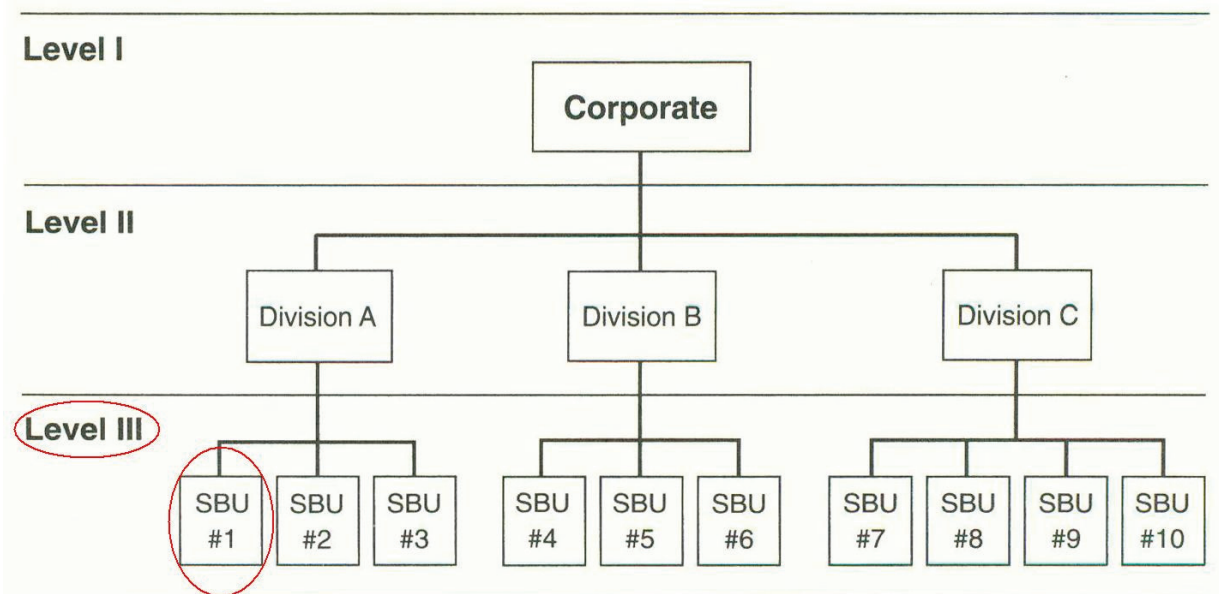 Level I
Corporate
Level II
Division A
Division B
Division C
Level III
SBU
#1
SBU
#2
SBU
#3
SBU
#4
SBU
#5
SBU
#6
SBU
#7
SBU
#8
SBU
#9
SBU
#10